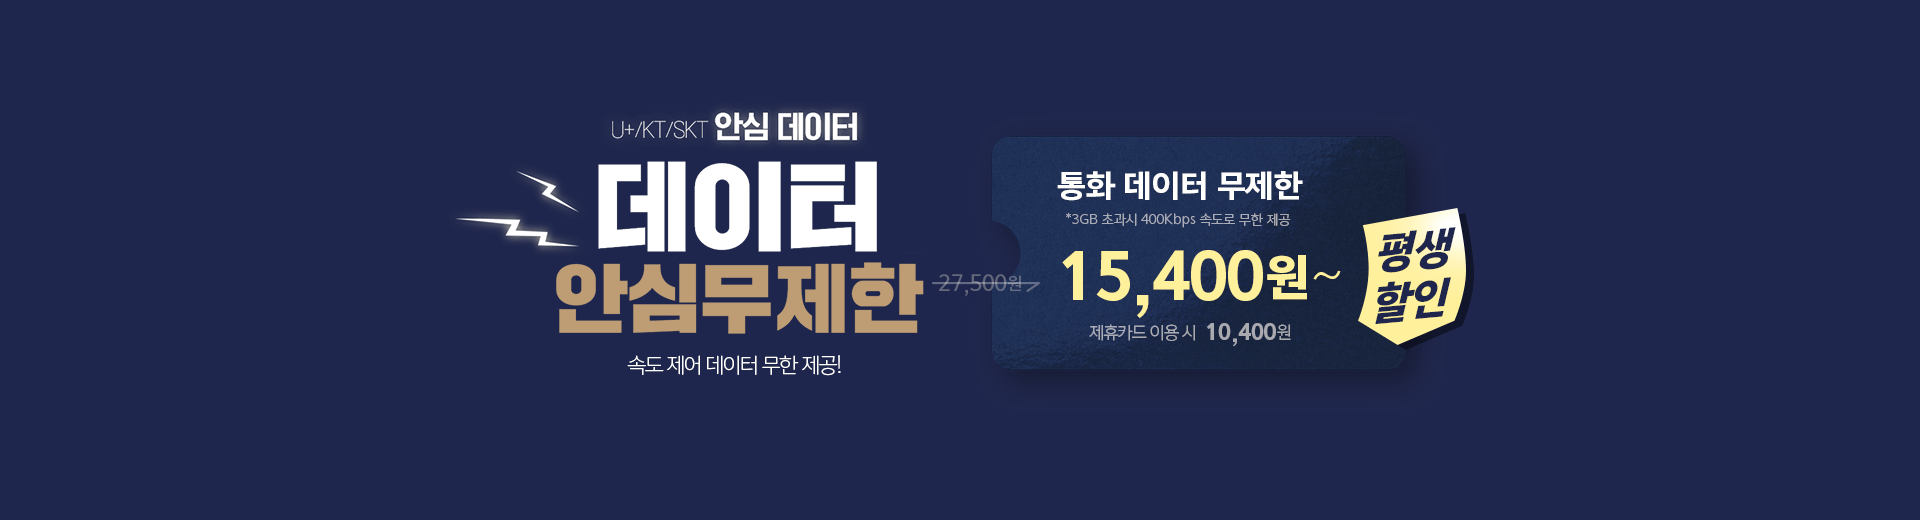 U+/KT/SKT 안심 데이터
데이터
안심무제한
속도 제어 데이터 무한 제공!
통화 데이터 무제한
*3GB 초과시 400Kbps 속도로 무한 제공
27,500원
15,400원~
제휴카드 이용 시 10,400원
평생
할인